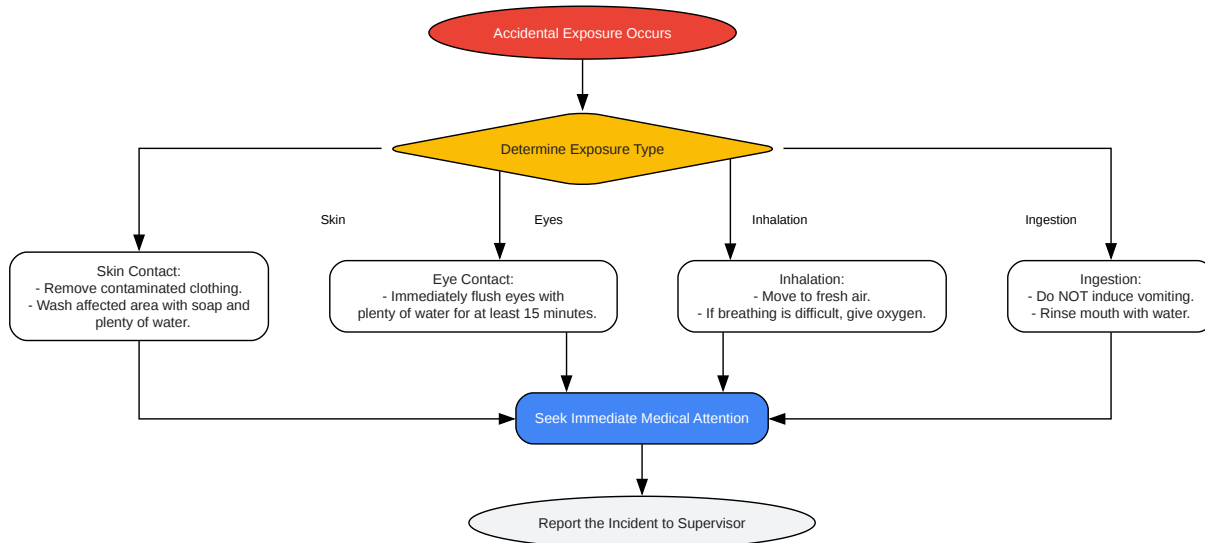 Accidental Exposure Occurs
Determine Exposure Type
Skin
Eyes
Inhalation
Ingestion
Skin Contact:
- Remove contaminated clothing.
- Wash affected area with soap and
plenty of water.
Eye Contact:
- Immediately flush eyes with
plenty of water for at least 15 minutes.
Inhalation:
- Move to fresh air.
- If breathing is difficult, give oxygen.
Ingestion:
- Do NOT induce vomiting.
- Rinse mouth with water.
Seek Immediate Medical Attention
Report the Incident to Supervisor